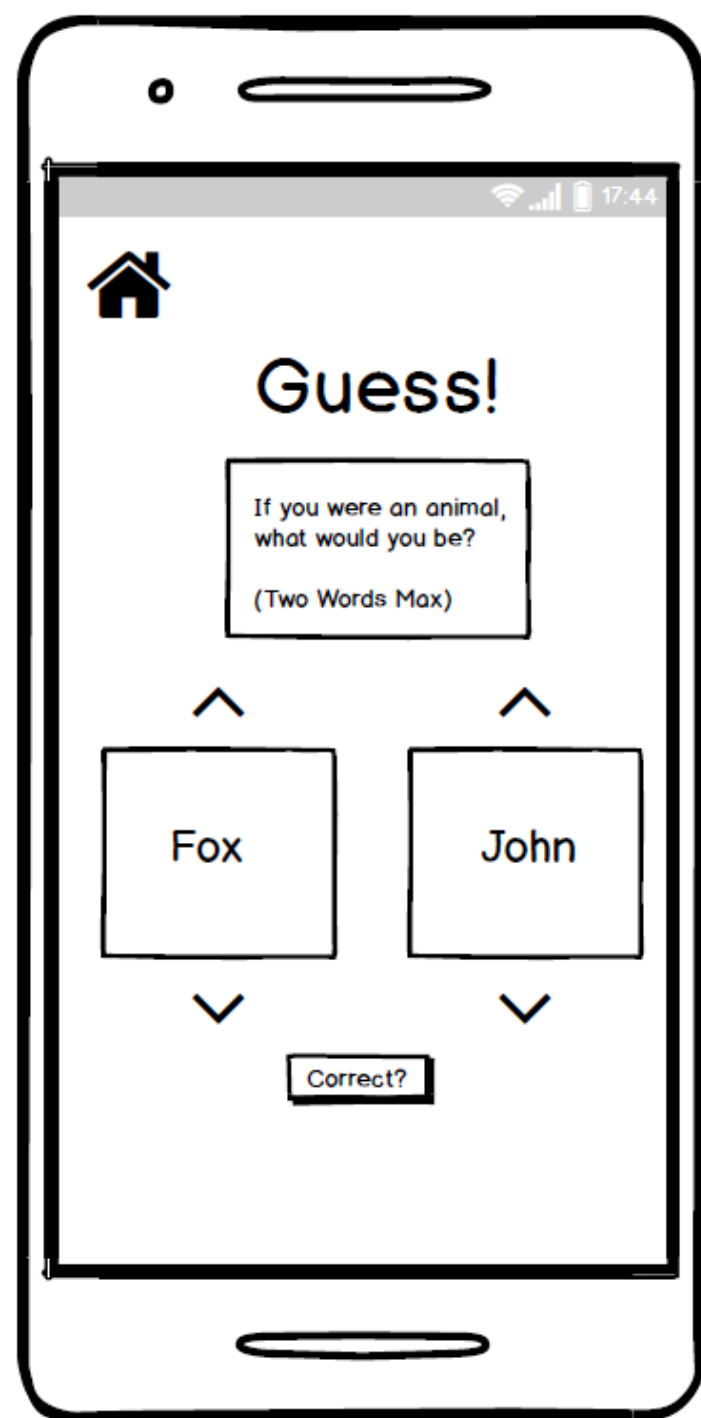 17:44
Guess!
If you were an animal,
what would you be?
(Two Words Max)
Fox
John
Correct?